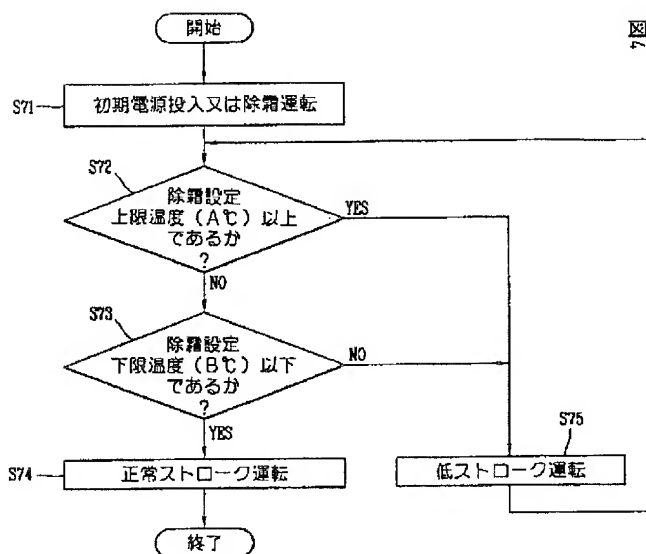 開始
図7
S71
初期電源投入又は除霜運転
S72
除霜設定
上限温度（A℃）以上
であるか
?
YES
NO
S73
除霜設定
下限温度（B℃）以下
であるか
?
NO
YES
S74
正常ストローク運転
S75
低ストローク運転
終了